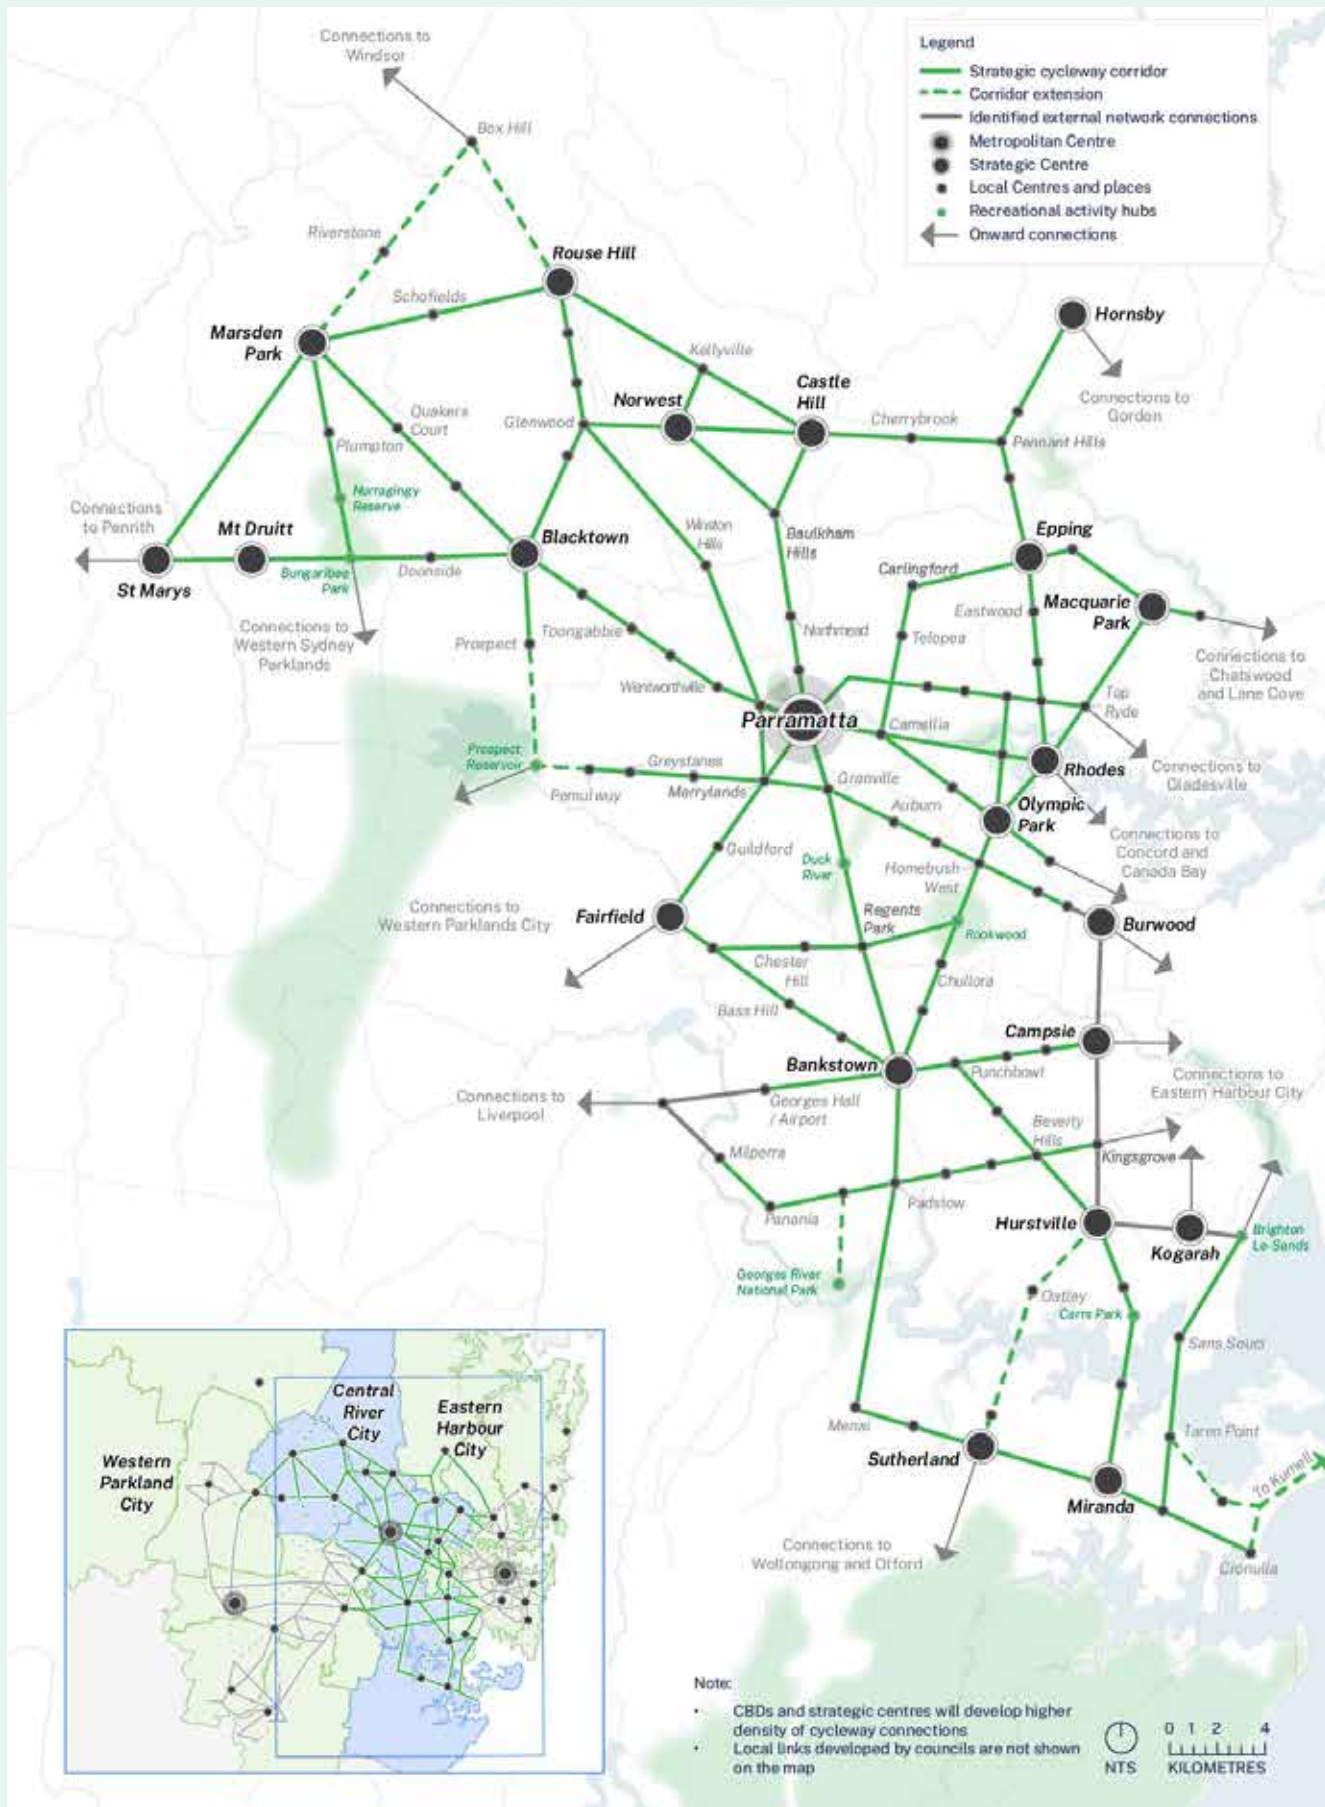 Connections to
Windsor
Legend
Strategic cycleway corridor
Corridor extension
Identified external network connections
Metropolitan Centre
Strategic Centre
Local Centres and places
Recreational activity hubs
Onward connections
Box Hill
Riverstone
Rouse Hill
Schofields
Marsden
Park
Hornsby
Connections to
Gordon
Kellyville
Castle
Hill
Norwest
Cherrybrook
Pennant Hills
Glenwood
Quakers
Court
Plumpton
Nurragingy
Reserve
Connections
to Penrith
Mt Druitt
St Marys
Bungaribee
Park
Doonside
Blacktown
Winston
Hills
Baulkham
Hills
Epping
Carlingford
Eastwood
Macquarie
Park
Connections to
Western Sydney
Parklands
Prospect
Toongabbie
Northmead
Telopea
Connections to
Chatswood
and Lane Cove
Wentworthville
Parramatta
Camellia
Top
Ryde
Prospect
Reservoir
Greystanes
Pemulwuy
Merrylands
Granville
Rhodes
Connections to
Gladesville
Auburn
Olympic
Park
Connections to
Concord and
Canada Bay
Guildford
Duck
River
Homebush
West
Connections to
Western Parklands City
Fairfield
Regents
Park
Rookwood
Burwood
Chester
Hill
Chullora
Bass Hill
Campsie
Bankstown
Punchbowl
Connections to
Eastern Harbour City
Connections to
Liverpool
Georges Hall
/ Airport
Beverly
Hills
Kingsgrove
Milperra
Panania
Padstow
Hurstville
Kogarah
Brighton
Le-Sands
Georges River
National Park
Oatley
Carrs Park
Sans Souci
Menai
Taren Point
Sutherland
To Kurnell
Miranda
Cronulla
Connections to
Wollongong and Otford
Central
River
City
Eastern
Harbour
City
Western
Parkland
City
Note:
• CBDs and strategic centres will develop higher
density of cycleway connections
• Local links developed by councils are not shown
on the map
NTS
0 1 2 4
KILOMETRES